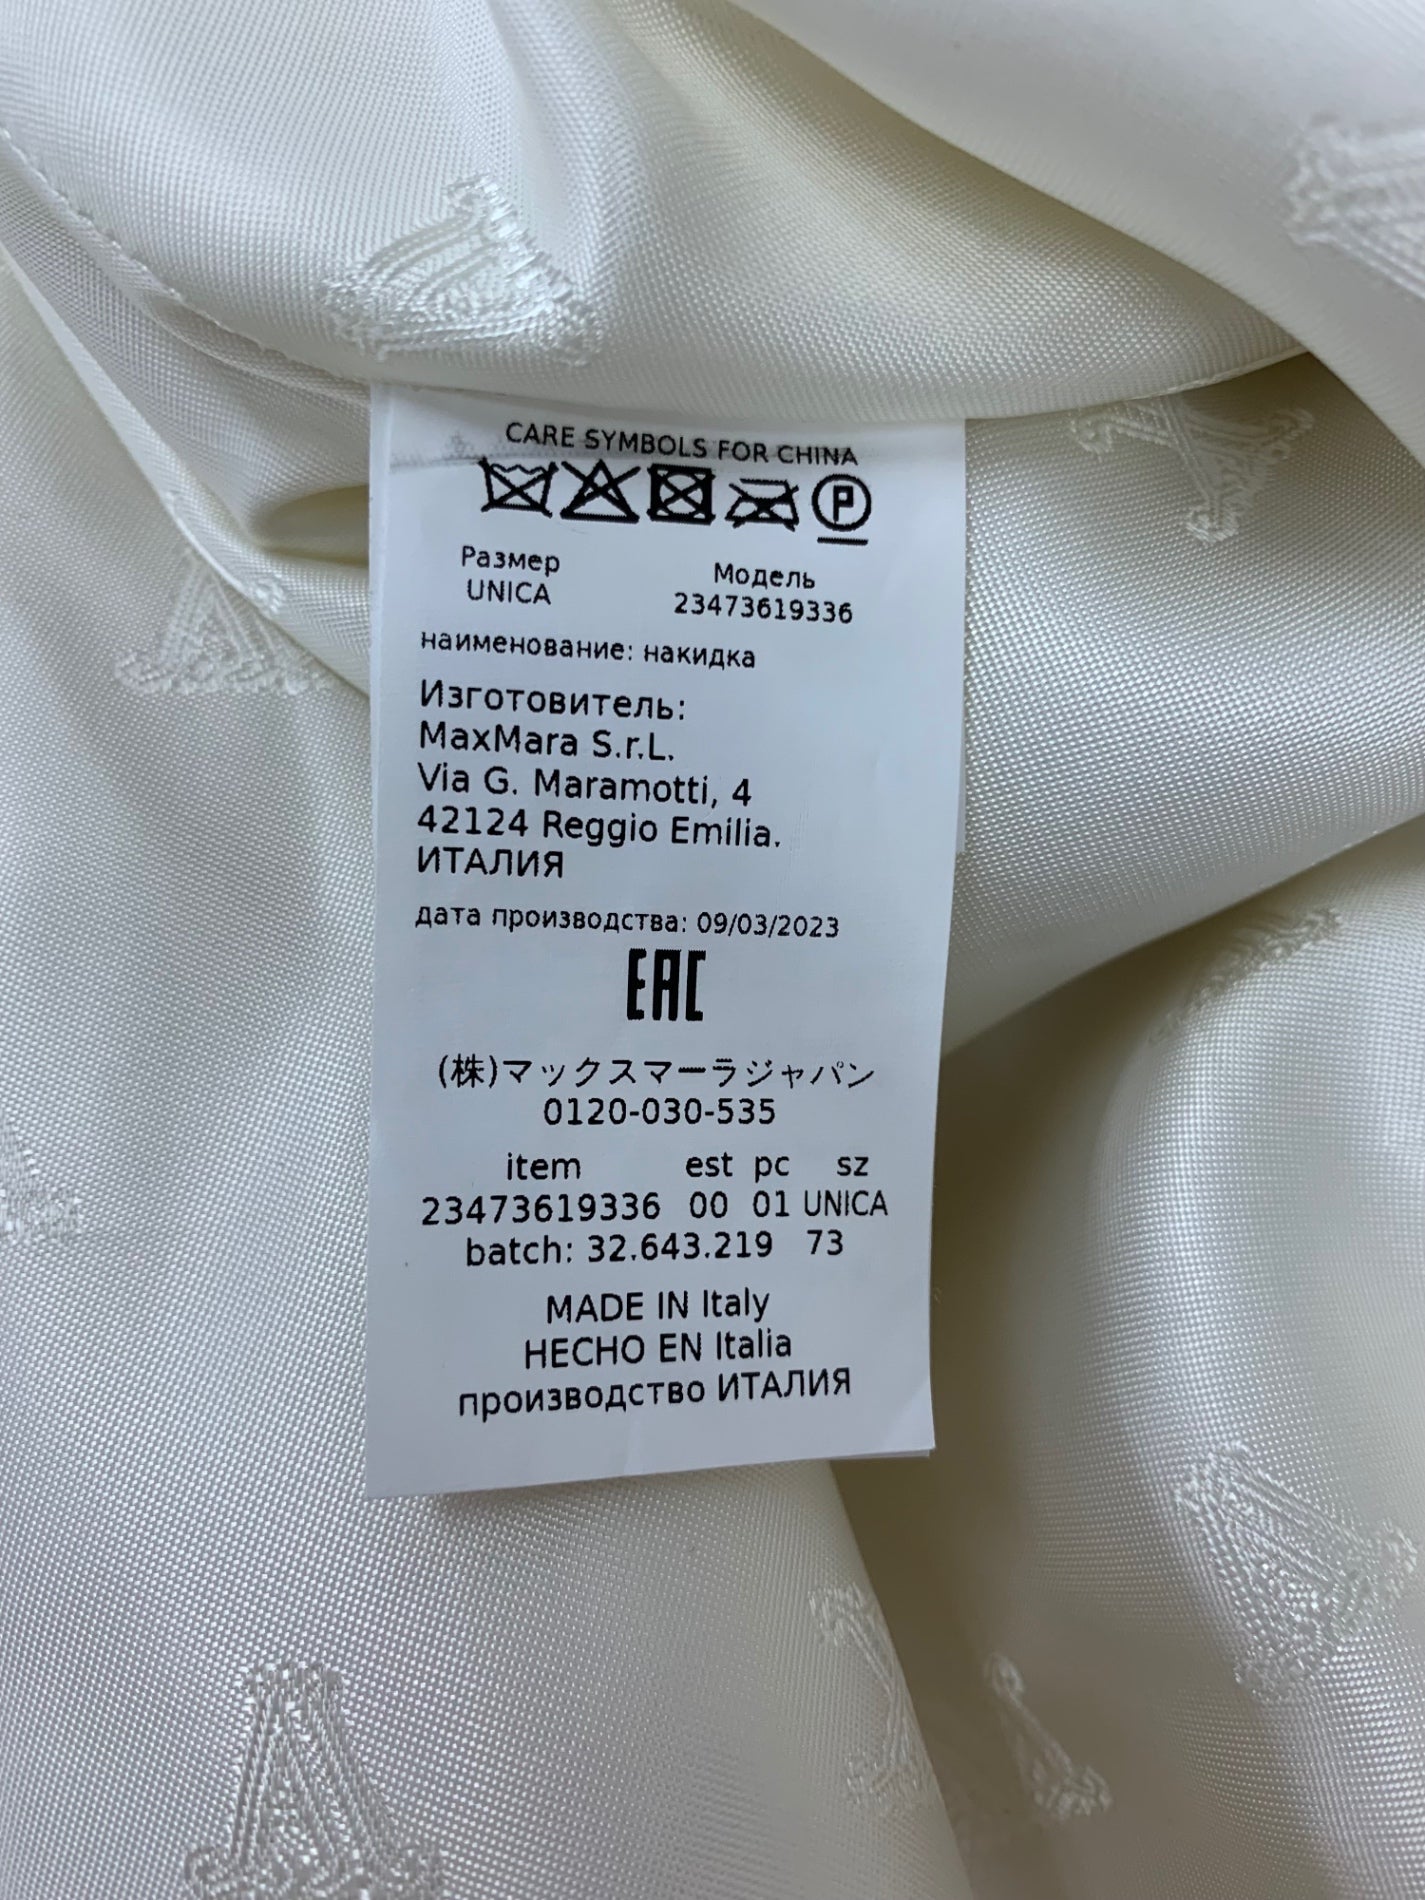 CARE SYMBOLS FOR CHINA
P
Размер Модель
UNICA 23473619336
наименование: накидка
Изготовитель:
MaxMara S.r.L.
Via G. Maramotti, 4
42124 Reggio Emilia.
ИТАЛИЯ
дата производства: 09/03/2023
EAC
(株)マックスマーラジャパン
0120-030-535
item est pc sz
23473619336 00 01 UNICA
batch: 32.643.219 73
MADE IN Italy
HECHO EN Italia
производство ИТАЛИЯ